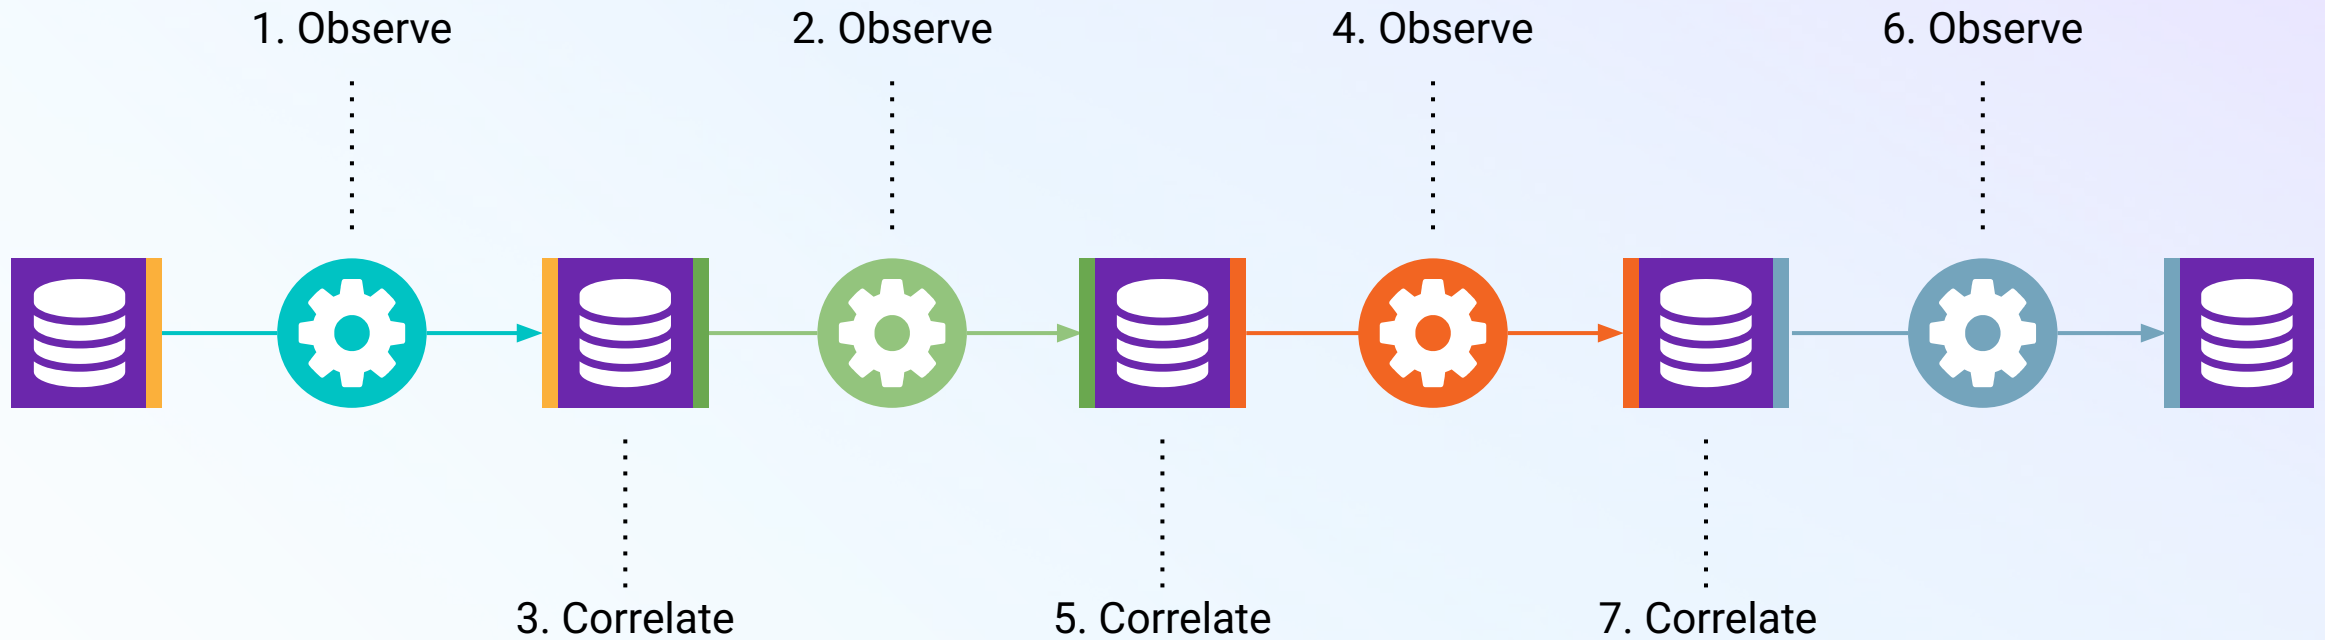 1. Observe
2. Observe
4. Observe
6. Observe
3. Correlate
5. Correlate
7. Correlate